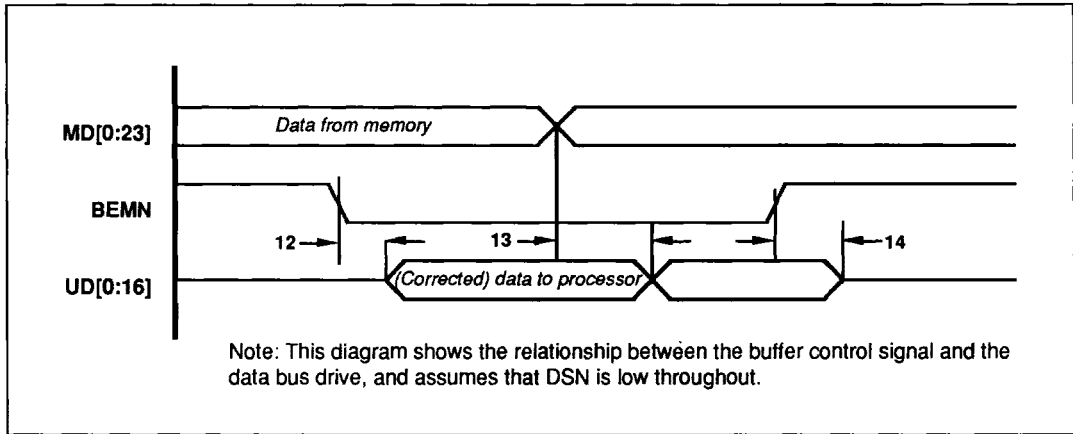 MD[0:23]
Data from memory
BEMN
12
13
14
UD[0:16]
(Corrected) data to processor
Note: This diagram shows the relationship between the buffer control signal and the
data bus drive, and assumes that DSN is low throughout.